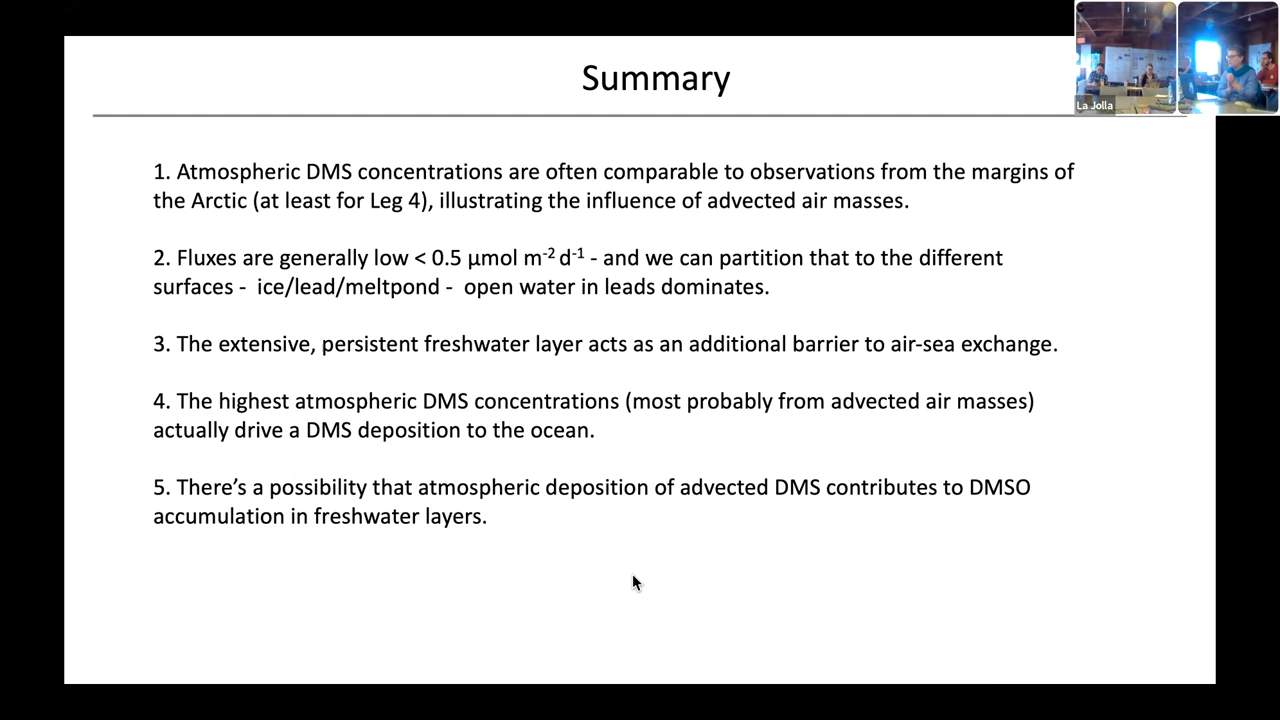 Summary
La Jolla
1. Atmospheric DMS concentrations are often comparable to observations from the margins of
the Arctic (at least for Leg 4), illustrating the influence of advected air masses.
2. Fluxes are generally low < 0.5 µmol m⁻² d⁻¹ - and we can partition that to the different
surfaces - ice/lead/meltpond - open water in leads dominates.
3. The extensive, persistent freshwater layer acts as an additional barrier to air-sea exchange.
4. The highest atmospheric DMS concentrations (most probably from advected air masses)
actually drive a DMS deposition to the ocean.
5. There’s a possibility that atmospheric deposition of advected DMS contributes to DMSO
accumulation in freshwater layers.